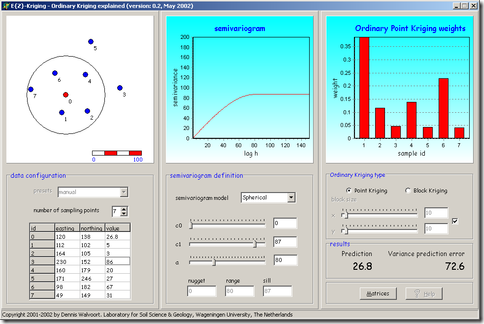 E{Z}-Kriging - Ordinary Kriging explained (version: 0.2, May 2002)
5
6
4
7
0
3
1
2
0
100
semivariogram
200
180
160
140
120
100
80
60
40
20
0
semivariance
0 20 40 60 80 100 120 140
log h
Ordinary Point Kriging weights
0.35
0.3
0.25
0.2
0.15
0.1
0.05
0
weight
1 2 3 4 5 6 7
sample id
data configuration
presets manual
number of sampling points 7
id easting northing value
0 120 138 26.8
1 112 102 5
2 164 105 3
3 230 152 86
4 160 179 20
5 171 246 27
6 98 182 67
7 49 149 31
semivariogram definition
semivariogram model Spherical
c0 0
c1 87
a 80
nugget range sill
0 80 87
Ordinary Kriging type
Point Kriging Block Kriging
Block size
x 10
y 10
results
Prediction Variance prediction error
26.8 72.6
Matrices Help
Copyright 2001-2002 by Dennis Walvoort. Laboratory for Soil Science & Geology, Wageningen University, The Netherlands